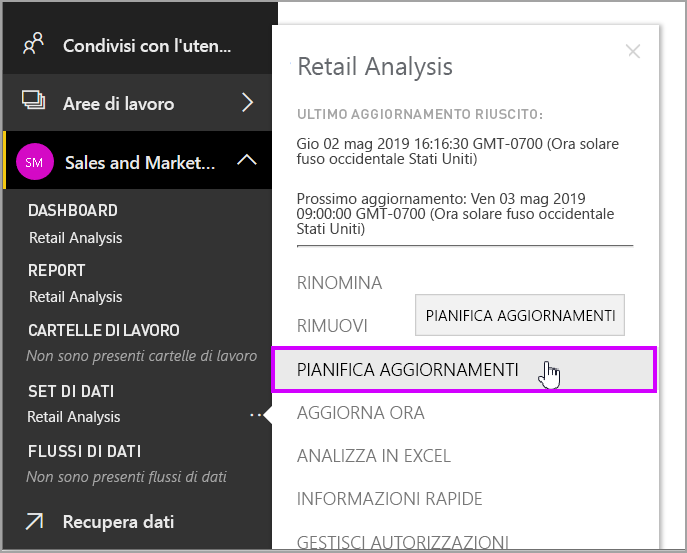 Condivisi con l'uten...
Aree di lavoro
SM
Sales and Market...
DASHBOARD
Retail Analysis
REPORT
Retail Analysis
CARTELLE DI LAVORO
Non sono presenti cartelle di lavoro
SET DI DATI
Retail Analysis
FLUSSI DI DATI
Non sono presenti flussi di dati
Recupera dati
Retail Analysis
ULTIMO AGGIORNAMENTO RIUSCITO:
Gio 02 mag 2019 16:16:30 GMT-0700 (Ora solare
fuso occidentale Stati Uniti)
Prossimo aggiornamento: Ven 03 mag 2019
09:00:00 GMT-0700 (Ora solare fuso occidentale
Stati Uniti)
RINOMINA
RIMUOVI
PIANIFICA AGGIORNAMENTI
PIANIFICA AGGIORNAMENTI
AGGIORNA ORA
ANALIZZA IN EXCEL
INFORMAZIONI RAPIDE
GESTISCI AUTORIZZAZIONI